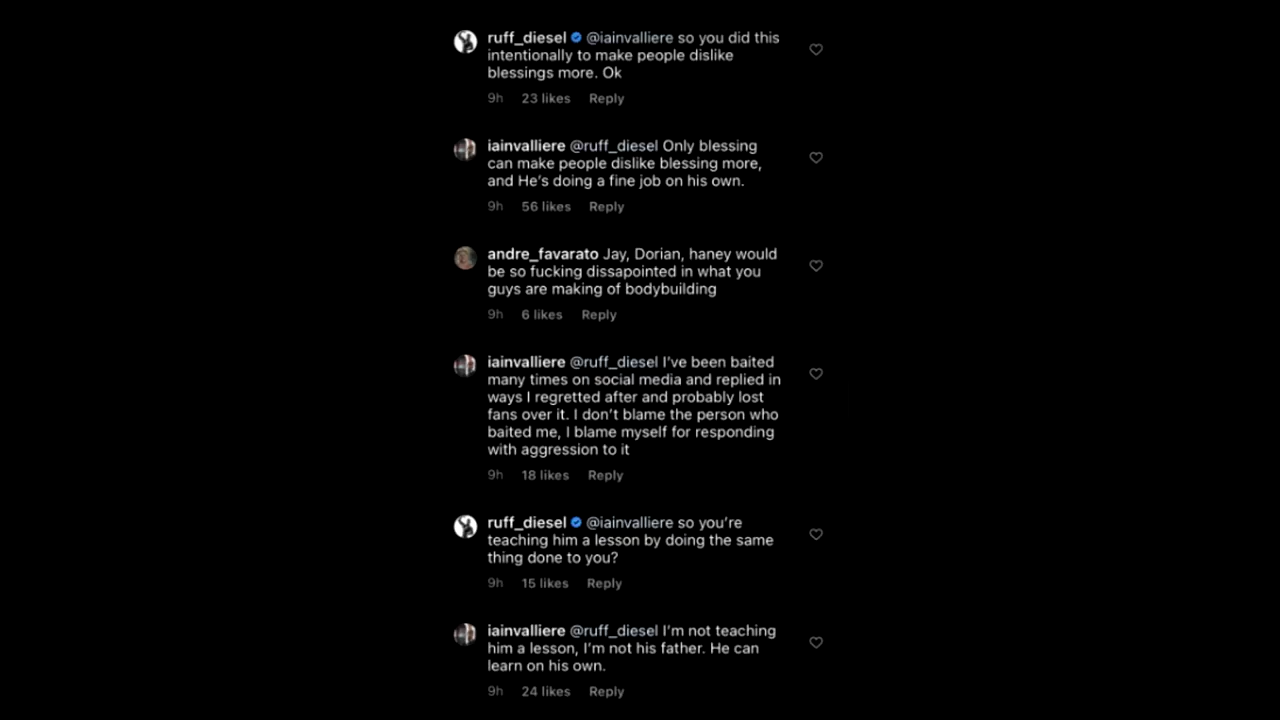 ruff_diesel @iainvalliere so you did this
intentionally to make people dislike
blessings more. Ok
9h 23 likes Reply
iainvalliere @ruff_diesel Only blessing
can make people dislike blessing more,
and He’s doing a fine job on his own.
9h 56 likes Reply
andre_favarato Jay, Dorian, haney would
be so fucking dissapointed in what you
guys are making of bodybuilding
9h 6 likes Reply
iainvalliere @ruff_diesel I’ve been baited
many times on social media and replied in
ways I regretted after and probably lost
fans over it. I don’t blame the person who
baited me, I blame myself for responding
with aggression to it
9h 18 likes Reply
ruff_diesel @iainvalliere so you’re
teaching him a lesson by doing the same
thing done to you?
9h 15 likes Reply
iainvalliere @ruff_diesel I’m not teaching
him a lesson, I’m not his father. He can
learn on his own.
9h 24 likes Reply